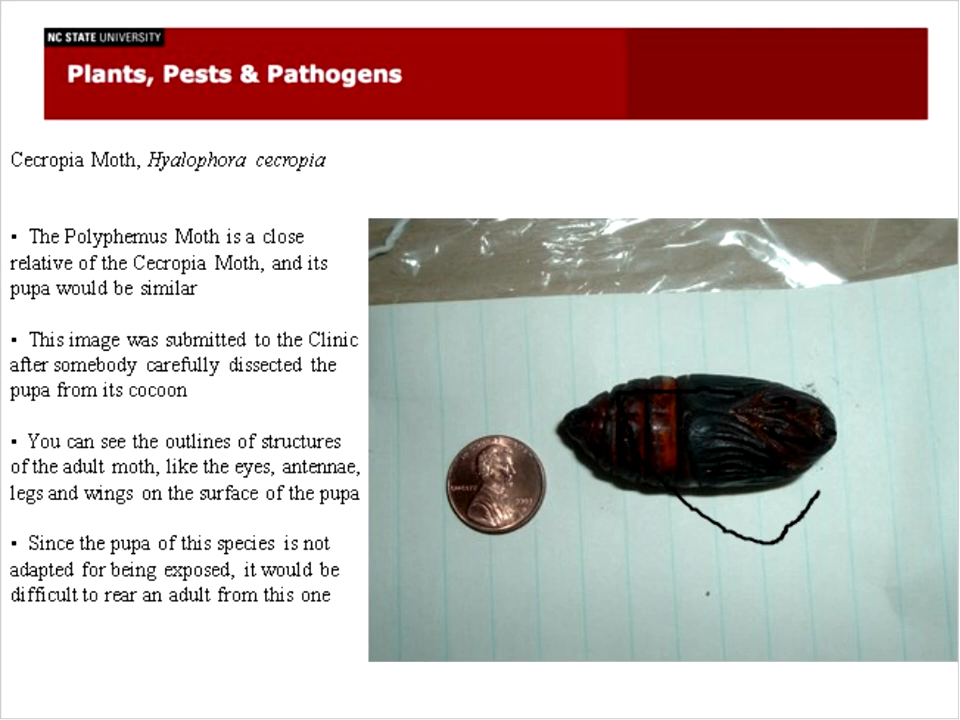 NC STATE UNIVERSITY
Plants, Pests & Pathogens
Cecropia Moth, Hyalophora cecropia
▪ The Polyphemus Moth is a close
relative of the Cecropia Moth, and its
pupa would be similar
▪ This image was submitted to the Clinic
after somebody carefully dissected the
pupa from its cocoon
▪ You can see the outlines of structures
of the adult moth, like the eyes, antennae,
legs and wings on the surface of the pupa
▪ Since the pupa of this species is not
adapted for being exposed, it would be
difficult to rear an adult from this one